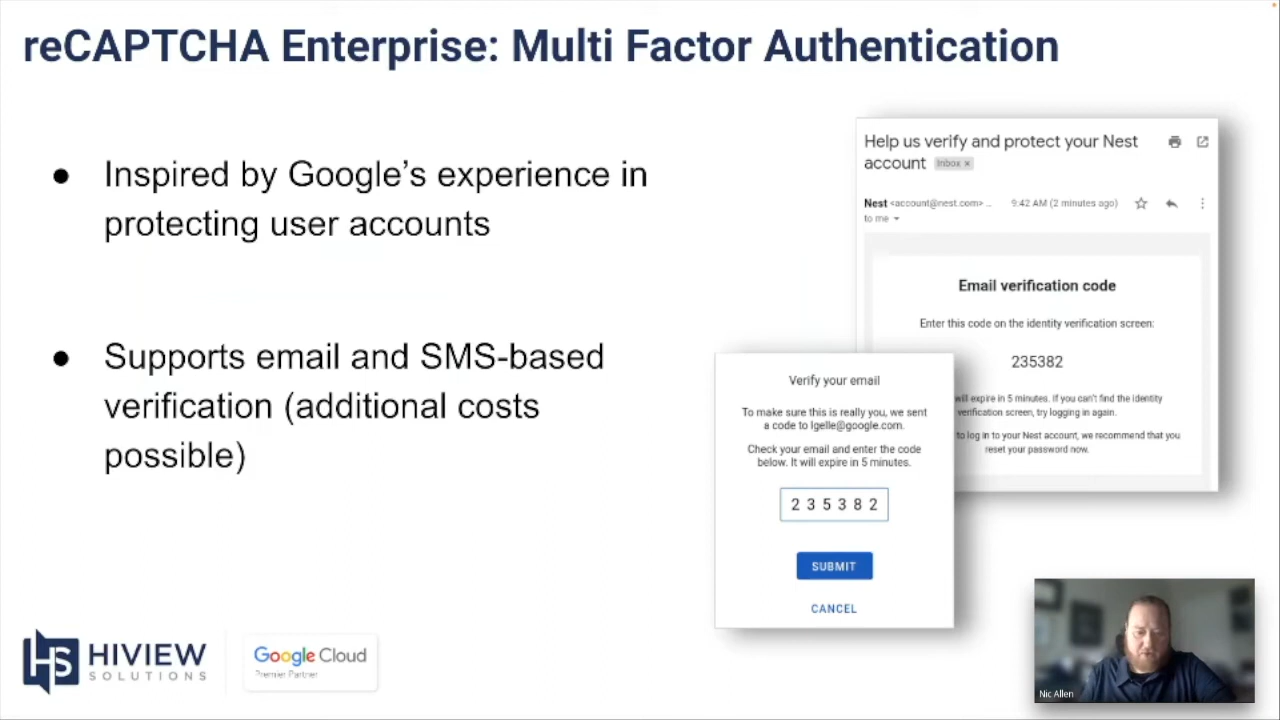 reCAPTCHA Enterprise: Multi Factor Authentication
● Inspired by Google's experience in
protecting user accounts
● Supports email and SMS-based
verification (additional costs
possible)
Help us verify and protect your Nest
account Inbox ×
Nest <account@nest.com> .. 9:42 AM (2 minutes ago)
to me
Email verification code
Enter this code on the identity verification screen:
235382
will expire in 5 minutes. If you can't find the identity
verification screen, try logging in again.
to log in to your Nest account, we recommend that you
reset your password now.
Verify your email
To make sure this is really you, we sent
a code to lgelle@google.com.
Check your email and enter the code
below. It will expire in 5 minutes.
2 3 5 3 8 2
SUBMIT
CANCEL
HS HIVIEW
SOLUTIONS
Google Cloud
Premier Partner
Nic Allen